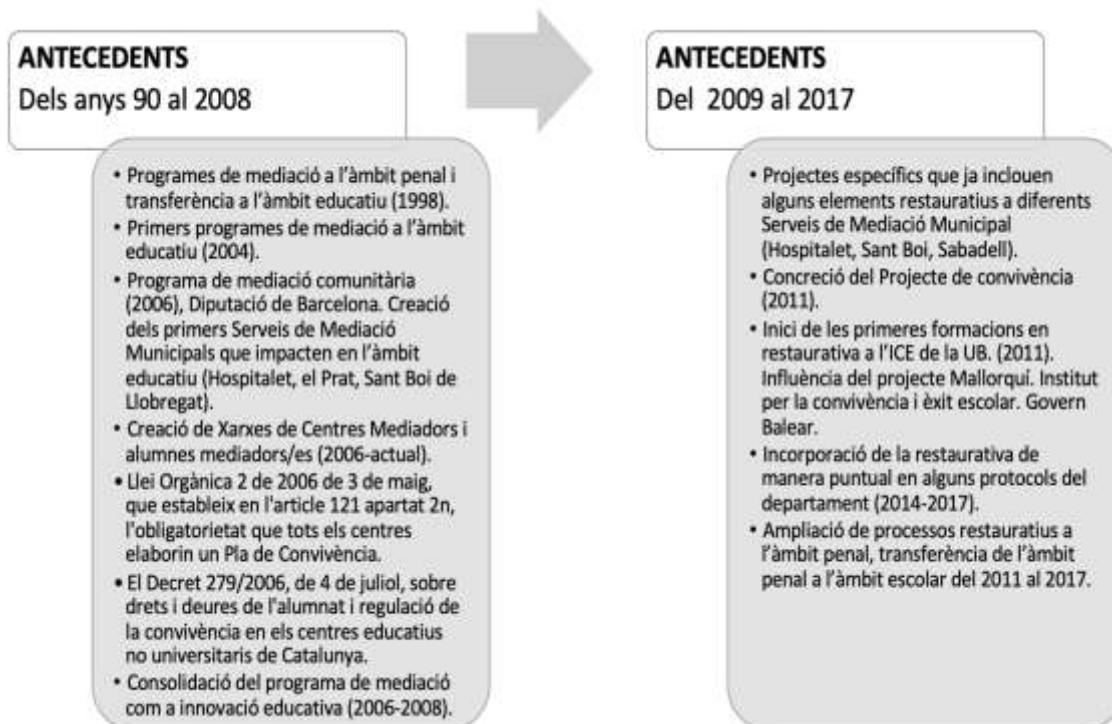 ANTECEDENTS
Dels anys 90 al 2008
• Programes de mediació a l'àmbit penal i
transferència a l'àmbit educatiu (1998).
• Primers programes de mediació a l'àmbit
educatiu (2004).
• Programa de mediació comunitària
(2006), Diputació de Barcelona. Creació
dels primers Serveis de Mediació
Municipals que impacten en l'àmbit
educatiu (Hospitalet, el Prat, Sant Boi de
Llobregat).
• Creació de Xarxes de Centres Mediadors i
alumnes mediadors/es (2006-actual).
• Llei Orgànica 2 de 2006 de 3 de maig,
que estableix en l'article 121 apartat 2n,
l'obligatorietat que tots els centres
elaborin un Pla de Convivència.
• El Decret 279/2006, de 4 de juliol, sobre
drets i deures de l'alumnat i regulació de
la convivència en els centres educatius
no universitaris de Catalunya.
• Consolidació del programa de mediació
com a innovació educativa (2006-2008).
ANTECEDENTS
Del 2009 al 2017
• Projectes específics que ja inclouen
alguns elements restauratius a diferents
Serveis de Mediació Municipal
(Hospitalet, Sant Boi, Sabadell).
• Concreció del Projecte de convivència
(2011).
• Inici de les primeres formacions en
restaurativa a l'ICE de la UB. (2011).
Influència del projecte Mallorquí. Institut
per la convivència i èxit escolar. Govern
Balear.
• Incorporació de la restaurativa de
manera puntual en alguns protocols del
departament (2014-2017).
• Ampliació de processos restauratius a
l'àmbit penal, transferència de l'àmbit
penal a l'àmbit escolar del 2011 al 2017.